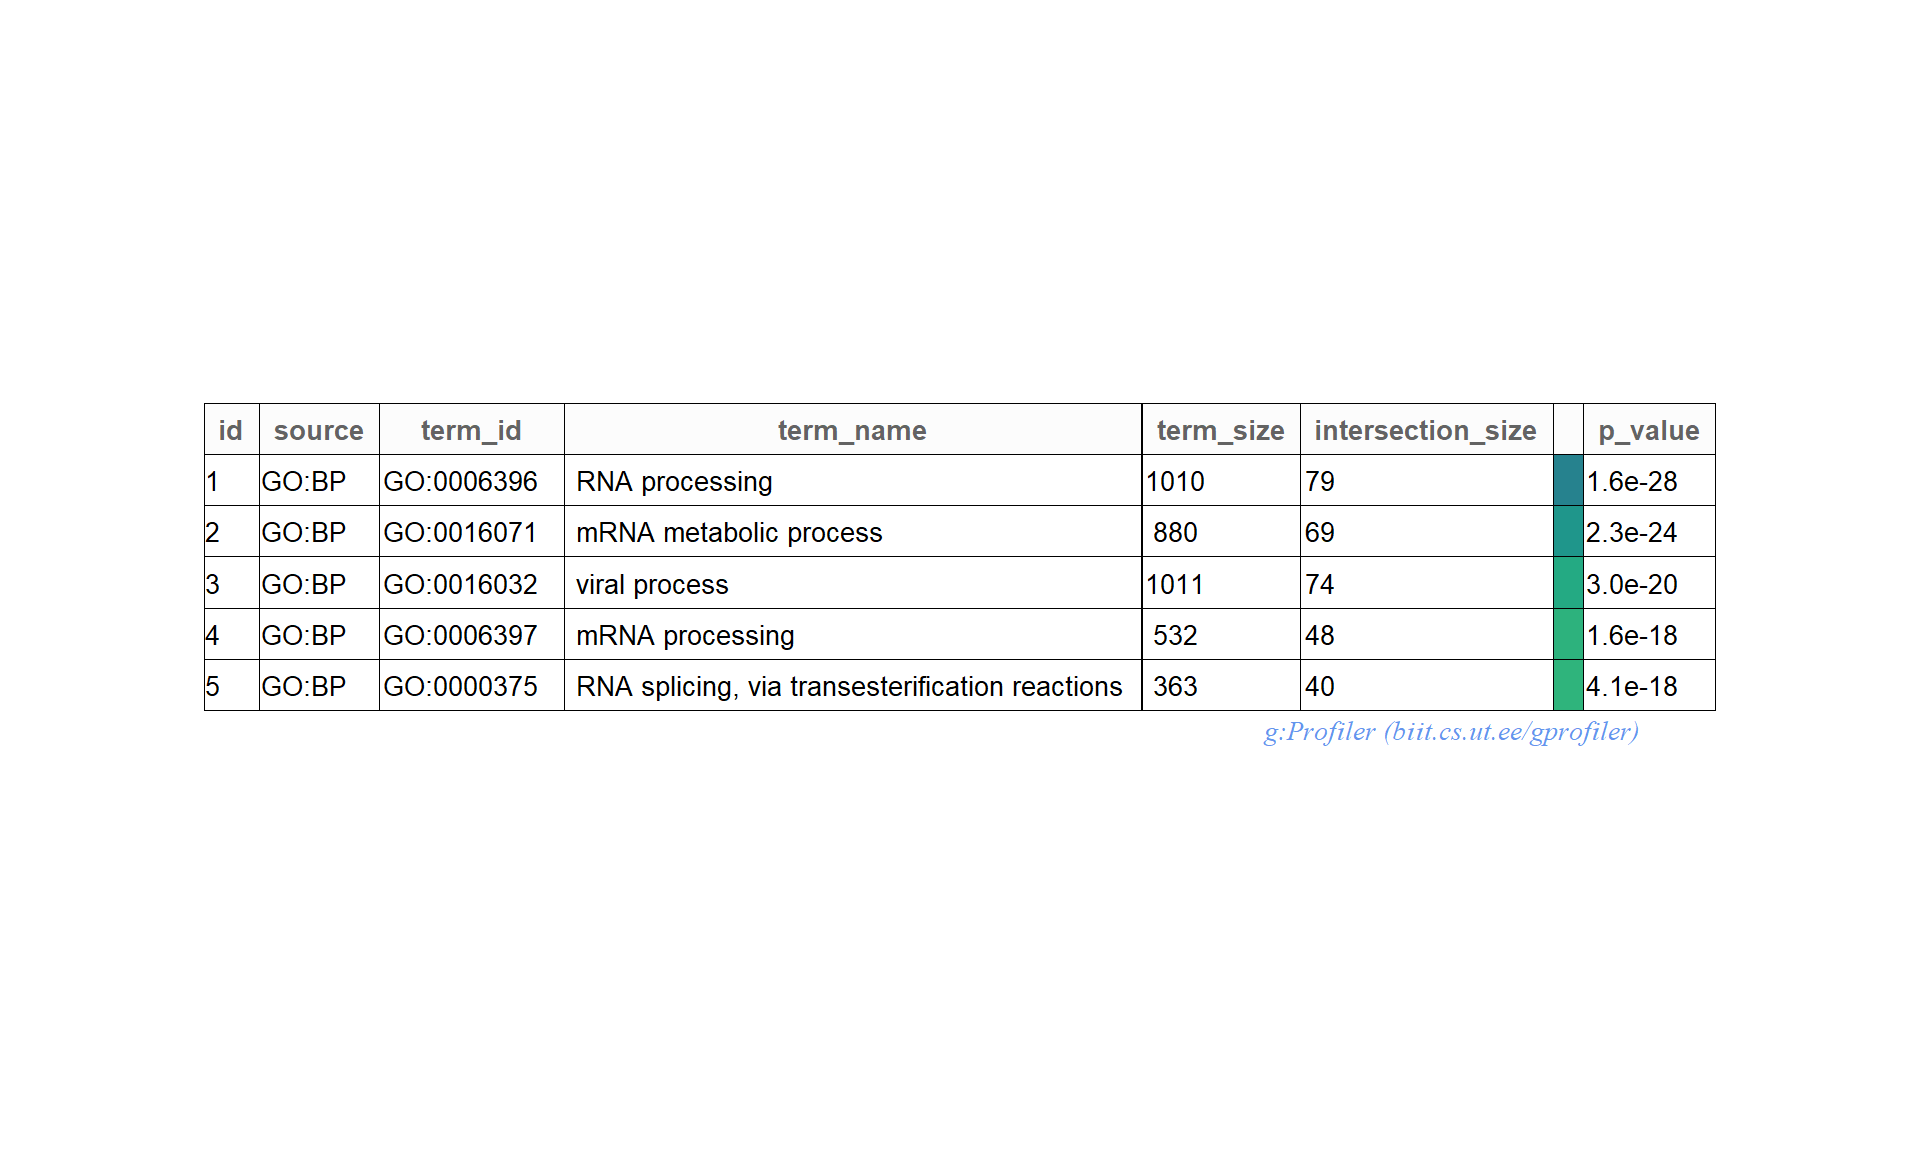 id source term_id term_name term_size intersection_size p_value
1 GO:BP GO:0006396 RNA processing 1010 79 1.6e-28
2 GO:BP GO:0016071 mRNA metabolic process 880 69 2.3e-24
3 GO:BP GO:0016032 viral process 1011 74 3.0e-20
4 GO:BP GO:0006397 mRNA processing 532 48 1.6e-18
5 GO:BP GO:0000375 RNA splicing, via transesterification reactions 363 40 4.1e-18
g:Profiler (biit.cs.ut.ee/gprofiler)